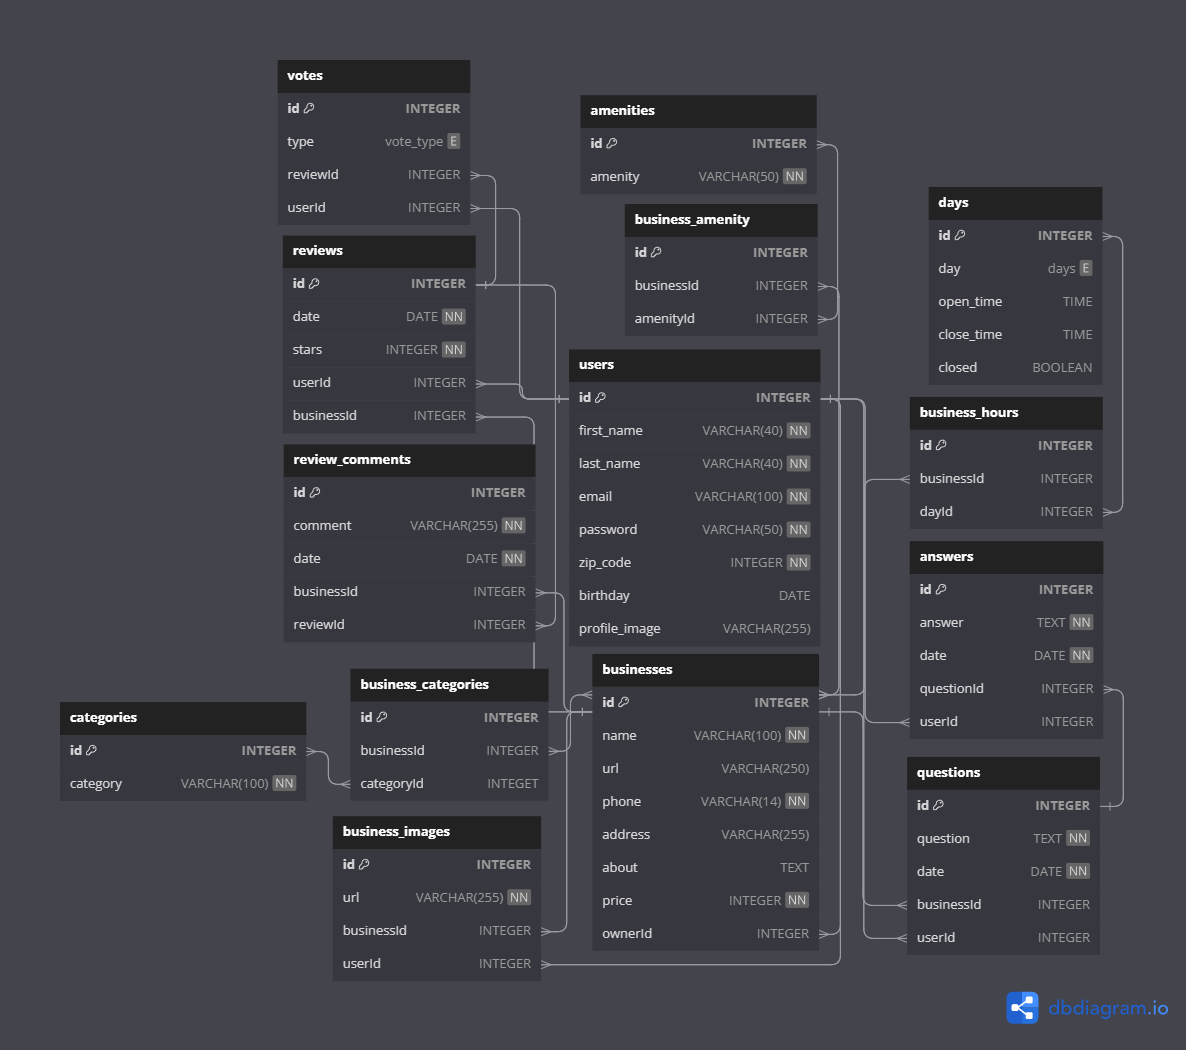 votes
id INTEGER
type vote_type E
reviewId INTEGER
userId INTEGER
reviews
id INTEGER
date DATE NN
stars INTEGER NN
userId INTEGER
businessId INTEGER
review_comments
id INTEGER
comment VARCHAR(255) NN
date DATE NN
businessId INTEGER
reviewId INTEGER
business_categories
id INTEGER
businessId INTEGER
categoryId INTEGET
categories
id INTEGER
category VARCHAR(100) NN
business_images
id INTEGER
url VARCHAR(255) NN
businessId INTEGER
userId INTEGER
amenities
id INTEGER
amenity VARCHAR(50) NN
business_amenity
id INTEGER
businessId INTEGER
amenityId INTEGER
users
id INTEGER
first_name VARCHAR(40) NN
last_name VARCHAR(40) NN
email VARCHAR(100) NN
password VARCHAR(50) NN
zip_code INTEGER NN
birthday DATE
profile_image VARCHAR(255)
businesses
id INTEGER
name VARCHAR(100) NN
url VARCHAR(250)
phone VARCHAR(14) NN
address VARCHAR(255)
about TEXT
price INTEGER NN
ownerId INTEGER
days
id INTEGER
day days E
open_time TIME
close_time TIME
closed BOOLEAN
business_hours
id INTEGER
businessId INTEGER
dayId INTEGER
answers
id INTEGER
answer TEXT NN
date DATE NN
questionId INTEGER
userId INTEGER
questions
id INTEGER
question TEXT NN
date DATE NN
businessId INTEGER
userId INTEGER
dbdiagram.io